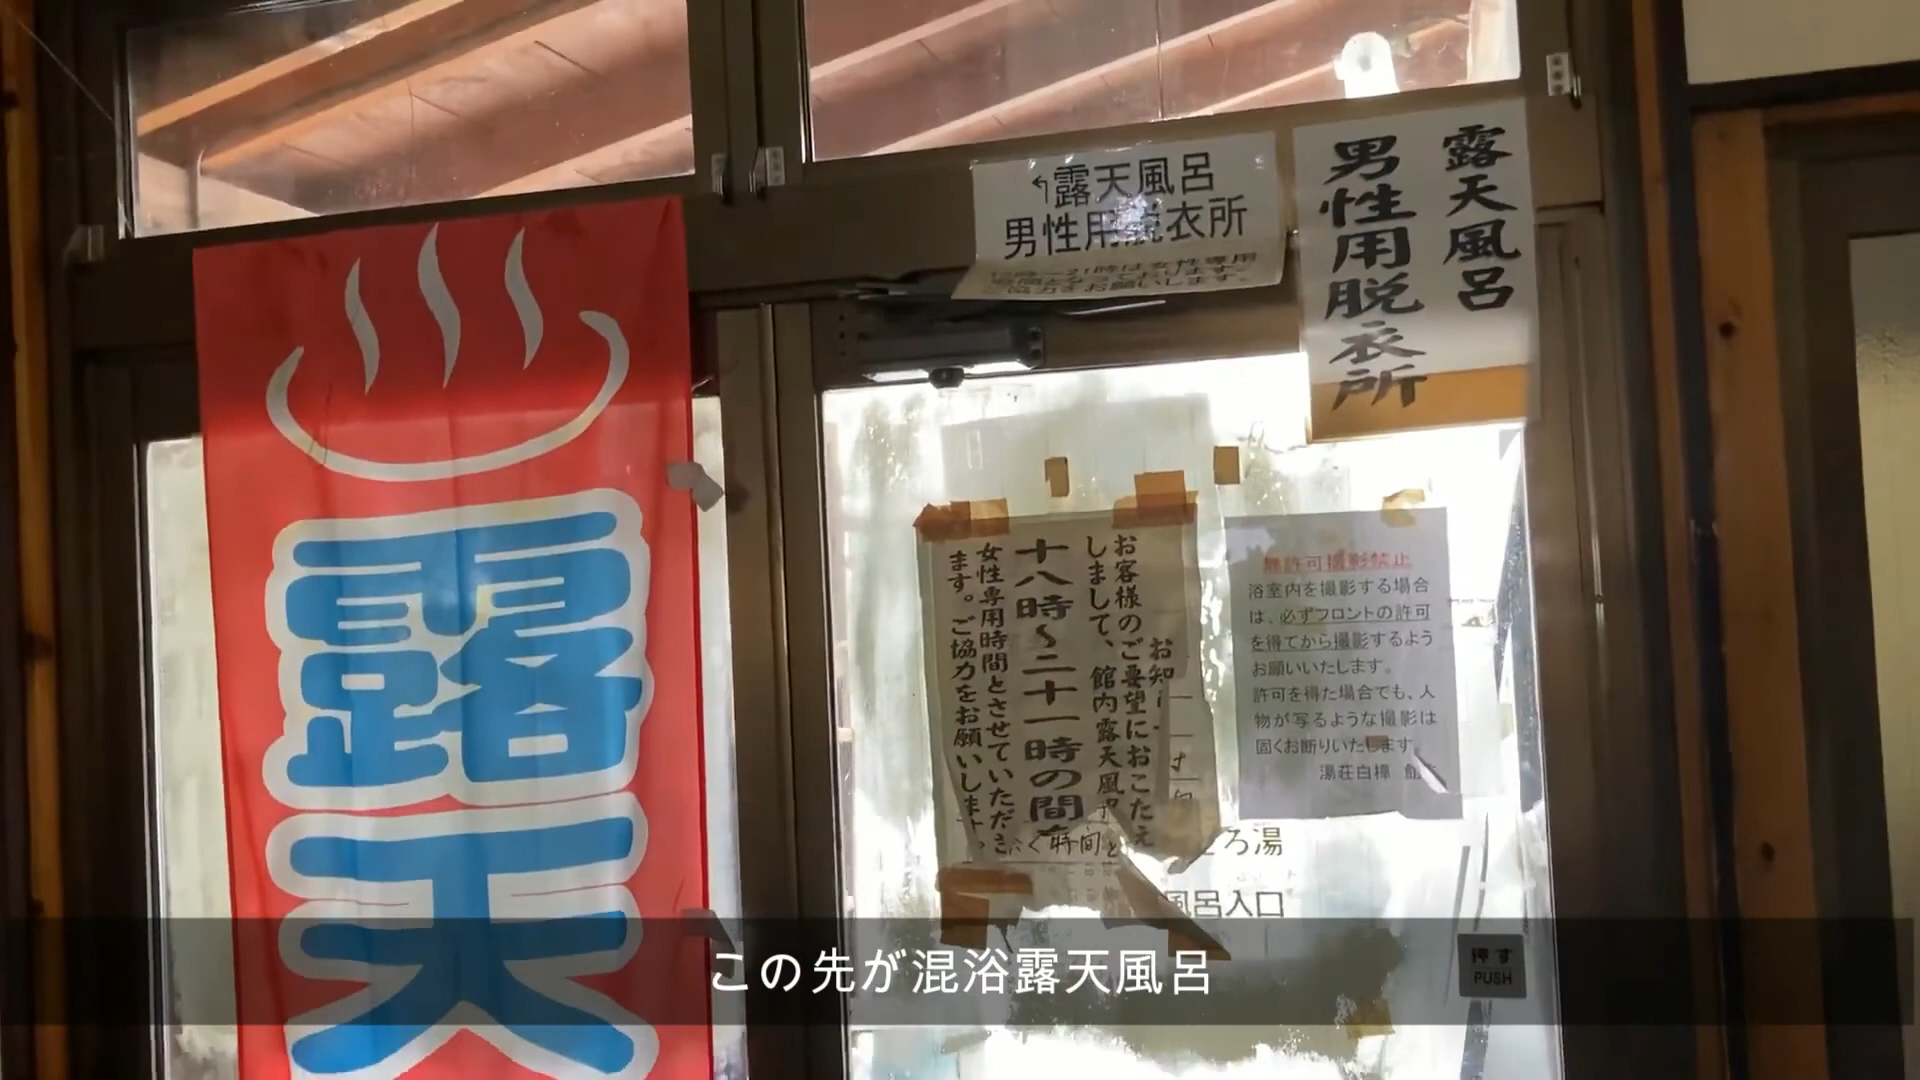 露天
←露天風呂
男性用脱衣所
協力をお願いします。
露天風呂
男性用脱衣所
お知
お客様のご要望におこたえ
しまして、館内露天風呂
十八時～二十一時の間
女性専用時間とさせていただき
ます。ご協力をお願いします
無許可撮影禁止
浴室内を撮影する場合
は、必ずフロントの許可
を得てから撮影するよう
お願いいたします。
許可を得た場合でも、人
物が写るような撮影は
固くお断りいたします。
湯荘白樺 館
ろ湯
風呂入口
押す
PUSH
この先が混浴露天風呂